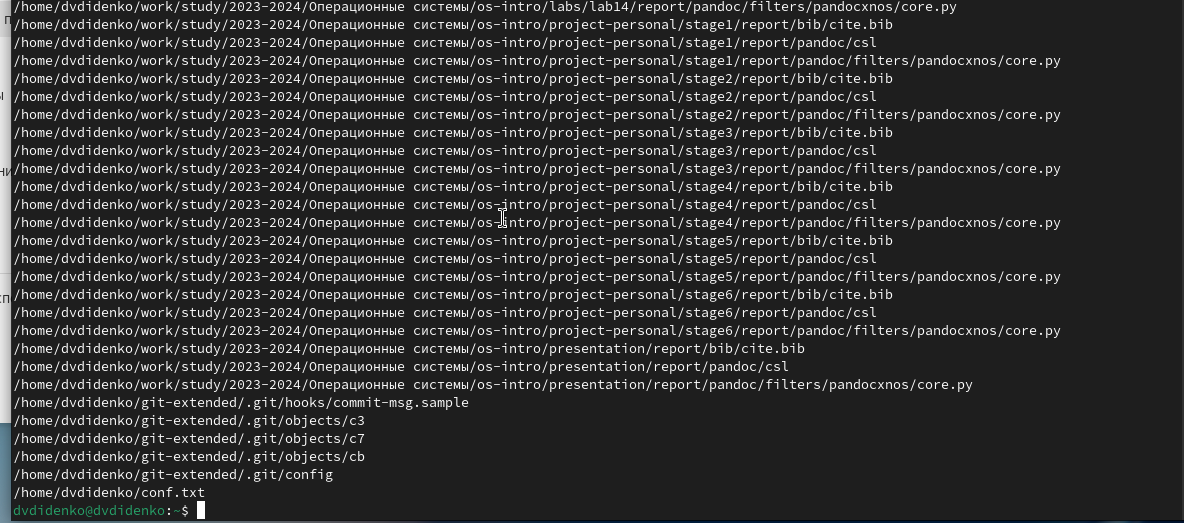 /home/dvdidenko/work/study/2023-2024/Операционные системы/os-intro/labs/lab14/report/pandoc/filters/pandocxnos/core.py
/home/dvdidenko/work/study/2023-2024/Операционные системы/os-intro/project-personal/stage1/report/bib/cite.bib
/home/dvdidenko/work/study/2023-2024/Операционные системы/os-intro/project-personal/stage1/report/pandoc/csl
/home/dvdidenko/work/study/2023-2024/Операционные системы/os-intro/project-personal/stage1/report/pandoc/filters/pandocxnos/core.py
/home/dvdidenko/work/study/2023-2024/Операционные системы/os-intro/project-personal/stage2/report/bib/cite.bib
/home/dvdidenko/work/study/2023-2024/Операционные системы/os-intro/project-personal/stage2/report/pandoc/csl
/home/dvdidenko/work/study/2023-2024/Операционные системы/os-intro/project-personal/stage2/report/pandoc/filters/pandocxnos/core.py
/home/dvdidenko/work/study/2023-2024/Операционные системы/os-intro/project-personal/stage3/report/bib/cite.bib
/home/dvdidenko/work/study/2023-2024/Операционные системы/os-intro/project-personal/stage3/report/pandoc/csl
/home/dvdidenko/work/study/2023-2024/Операционные системы/os-intro/project-personal/stage3/report/pandoc/filters/pandocxnos/core.py
/home/dvdidenko/work/study/2023-2024/Операционные системы/os-intro/project-personal/stage4/report/bib/cite.bib
/home/dvdidenko/work/study/2023-2024/Операционные системы/os-intro/project-personal/stage4/report/pandoc/csl
/home/dvdidenko/work/study/2023-2024/Операционные системы/os-intro/project-personal/stage4/report/pandoc/filters/pandocxnos/core.py
/home/dvdidenko/work/study/2023-2024/Операционные системы/os-intro/project-personal/stage5/report/bib/cite.bib
/home/dvdidenko/work/study/2023-2024/Операционные системы/os-intro/project-personal/stage5/report/pandoc/csl
/home/dvdidenko/work/study/2023-2024/Операционные системы/os-intro/project-personal/stage5/report/pandoc/filters/pandocxnos/core.py
/home/dvdidenko/work/study/2023-2024/Операционные системы/os-intro/project-personal/stage6/report/bib/cite.bib
/home/dvdidenko/work/study/2023-2024/Операционные системы/os-intro/project-personal/stage6/report/pandoc/csl
/home/dvdidenko/work/study/2023-2024/Операционные системы/os-intro/project-personal/stage6/report/pandoc/filters/pandocxnos/core.py
/home/dvdidenko/work/study/2023-2024/Операционные системы/os-intro/presentation/report/bib/cite.bib
/home/dvdidenko/work/study/2023-2024/Операционные системы/os-intro/presentation/report/pandoc/csl
/home/dvdidenko/work/study/2023-2024/Операционные системы/os-intro/presentation/report/pandoc/filters/pandocxnos/core.py
/home/dvdidenko/git-extended/.git/hooks/commit-msg.sample
/home/dvdidenko/git-extended/.git/objects/c3
/home/dvdidenko/git-extended/.git/objects/c7
/home/dvdidenko/git-extended/.git/objects/cb
/home/dvdidenko/git-extended/.git/config
/home/dvdidenko/conf.txt
dvdidenko@dvdidenko:~$